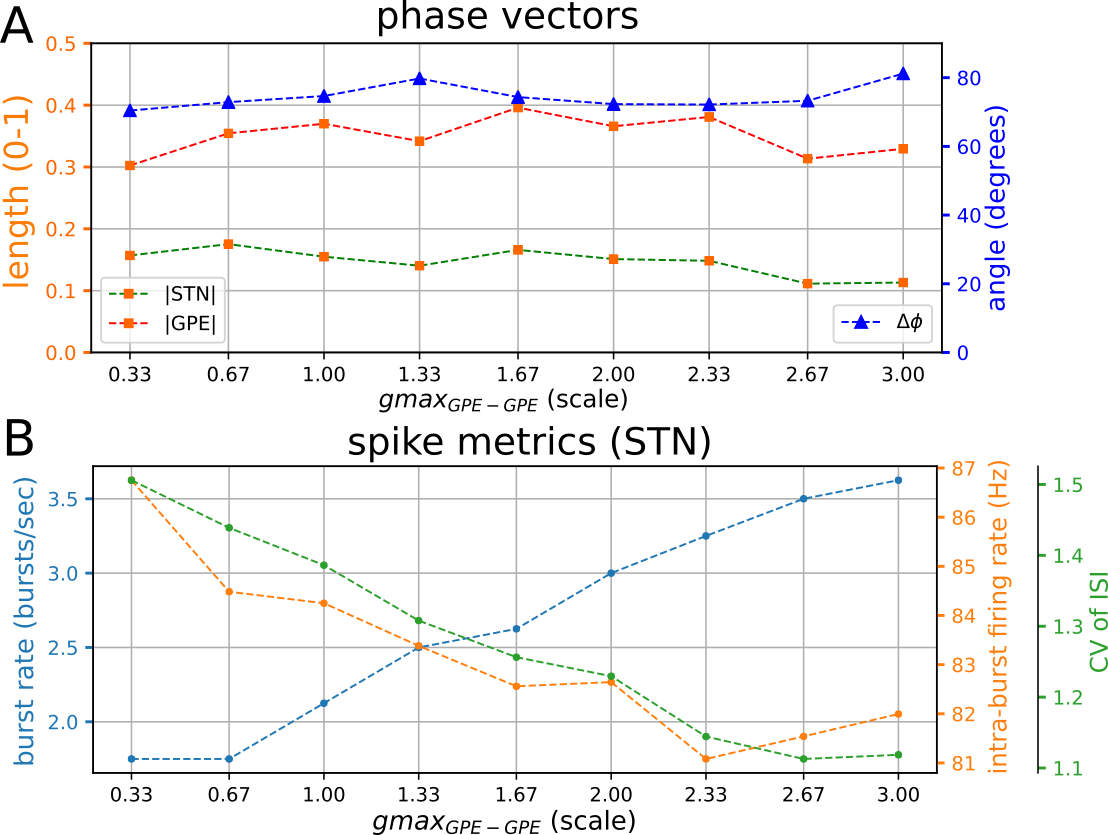 A
phase vectors
length (0-1)
0.5
0.4
0.3
0.2
0.1
0.0
80
60
40
20
0
angle (degrees)
|STN|
|GPE|
Δϕ
0.33 0.67 1.00 1.33 1.67 2.00 2.33 2.67 3.00
gmax_GPE−GPE (scale)
B
spike metrics (STN)
burst rate (bursts/sec)
3.5
3.0
2.5
2.0
87
86
85
84
83
82
81
intra-burst firing rate (Hz)
1.5
1.4
1.3
1.2
1.1
CV of ISI
0.33 0.67 1.00 1.33 1.67 2.00 2.33 2.67 3.00
gmax_GPE−GPE (scale)